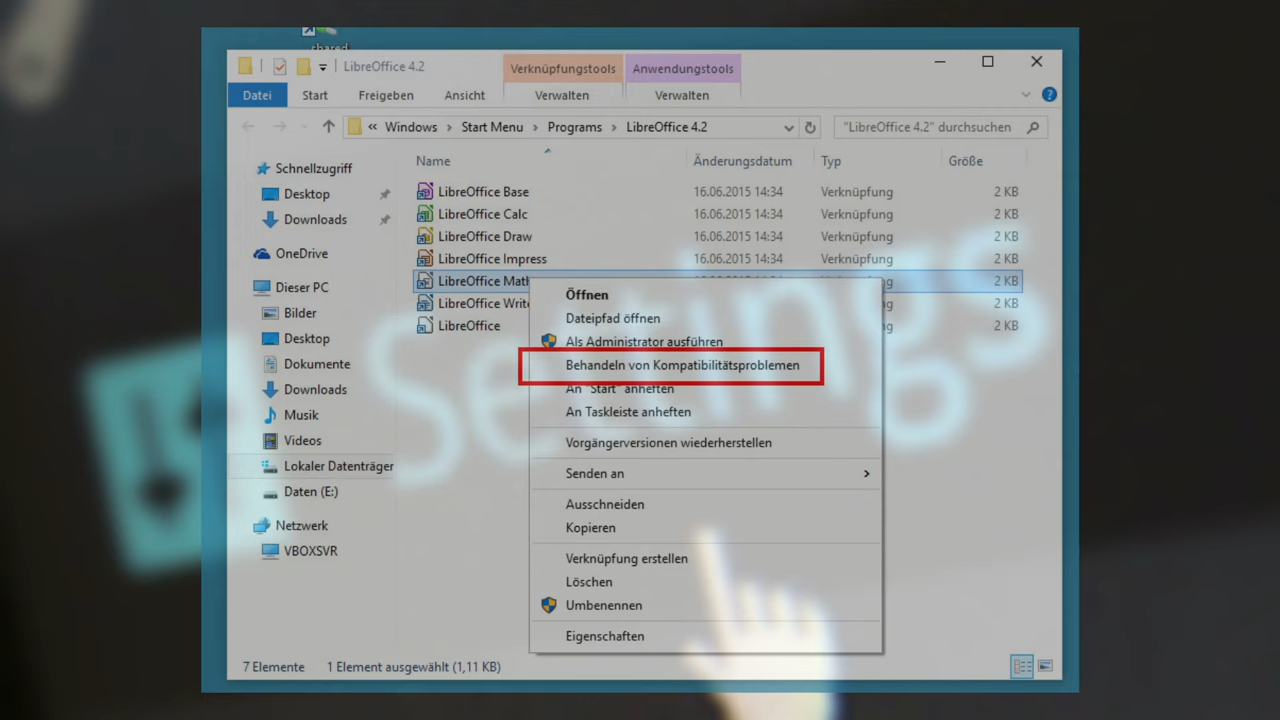 shared
LibreOffice 4.2
Verknüpfungstools
Anwendungstools
Datei
Start
Freigeben
Ansicht
Verwalten
Verwalten
« Windows › Start Menu › Programs › LibreOffice 4.2
"LibreOffice 4.2" durchsuchen
Schnellzugriff
Desktop
Downloads
OneDrive
Dieser PC
Bilder
Desktop
Dokumente
Downloads
Musik
Videos
Lokaler Datenträger
Daten (E:)
Netzwerk
VBOXSVR
Name Änderungsdatum Typ Größe
LibreOffice Base 16.06.2015 14:34 Verknüpfung 2 KB
LibreOffice Calc 16.06.2015 14:34 Verknüpfung 2 KB
LibreOffice Draw 16.06.2015 14:34 Verknüpfung 2 KB
LibreOffice Impress 16.06.2015 14:34 Verknüpfung 2 KB
LibreOffice Math 2 KB
LibreOffice Write 2 KB
LibreOffice 2 KB
Öffnen
Dateipfad öffnen
Als Administrator ausführen
Behandeln von Kompatibilitätsproblemen
An "Start" anheften
An Taskleiste anheften
Vorgängerversionen wiederherstellen
Senden an
Ausschneiden
Kopieren
Verknüpfung erstellen
Löschen
Umbenennen
Eigenschaften
7 Elemente 1 Element ausgewählt (1,11 KB)
Settings